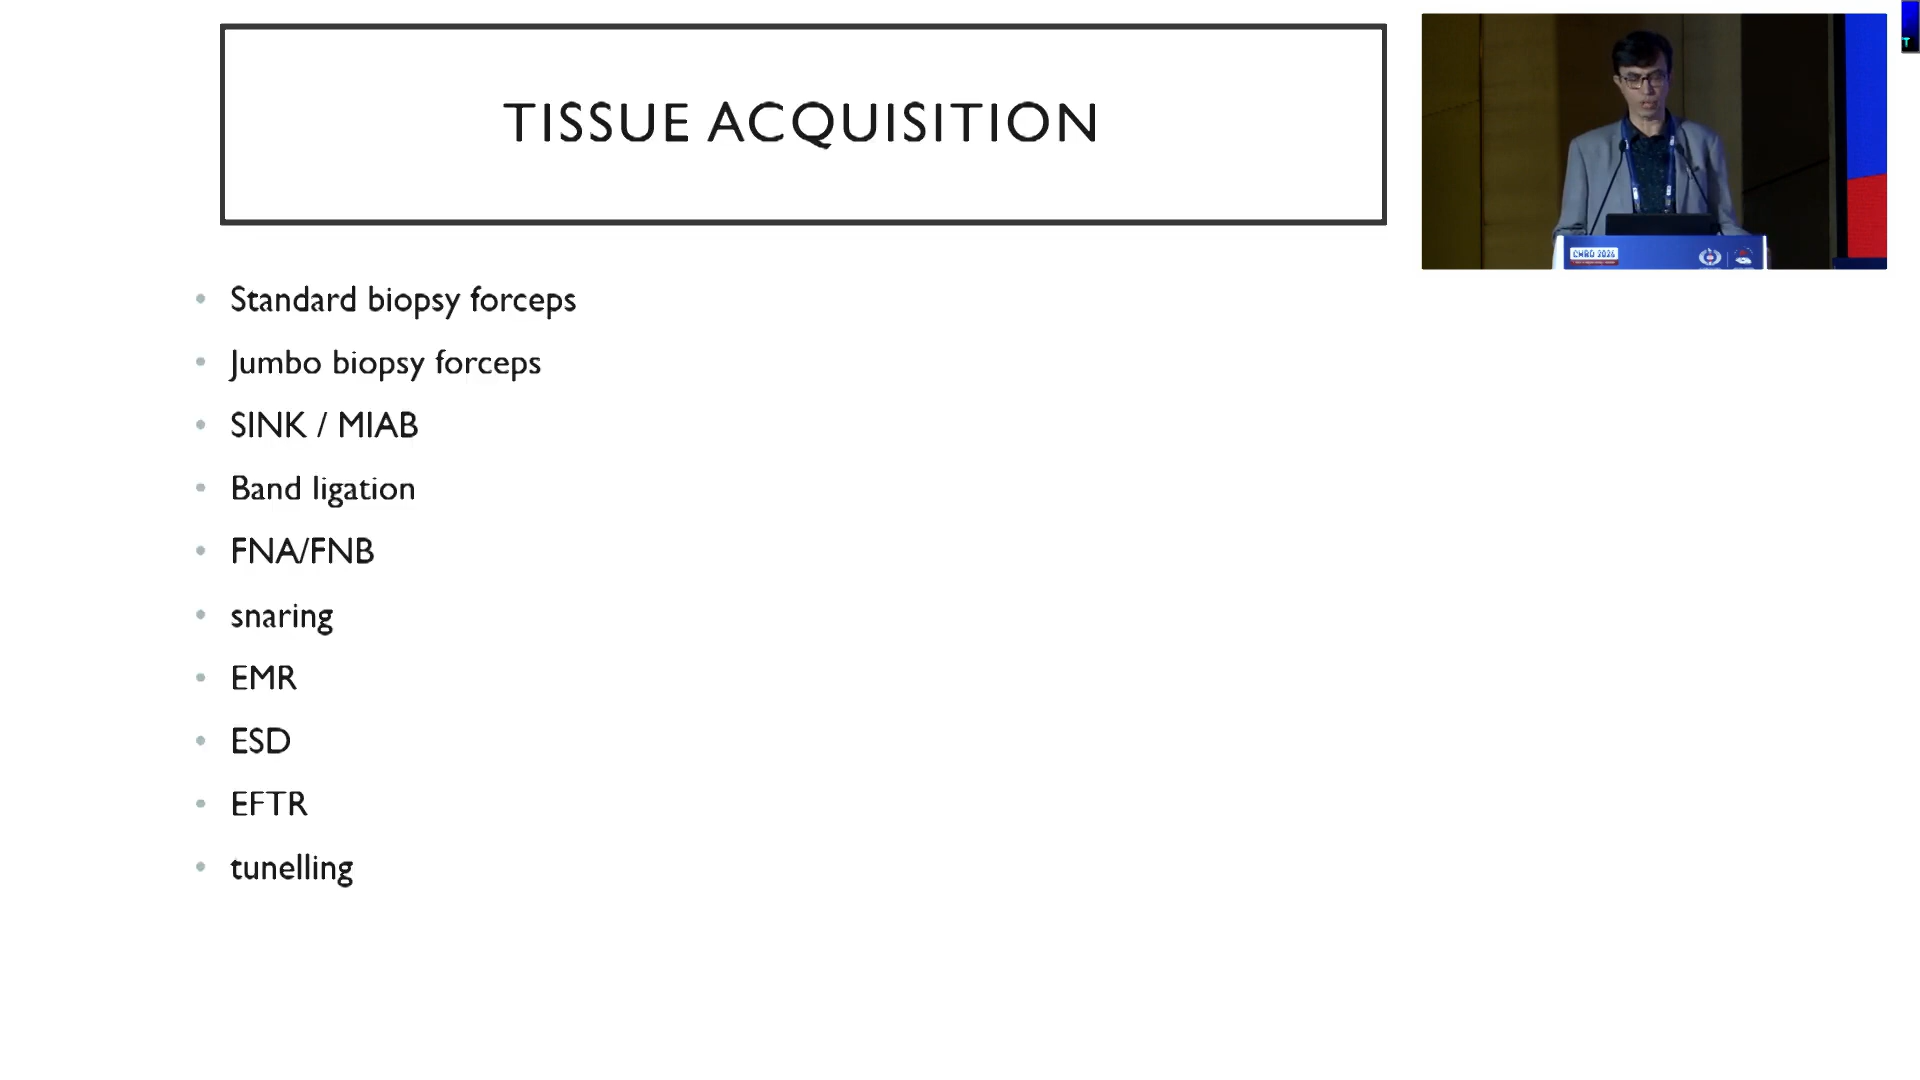 TISSUE ACQUISITION
Standard biopsy forceps
Jumbo biopsy forceps
SINK / MIAB
Band ligation
FNA/FNB
snaring
EMR
ESD
EFTR
tunelling
T